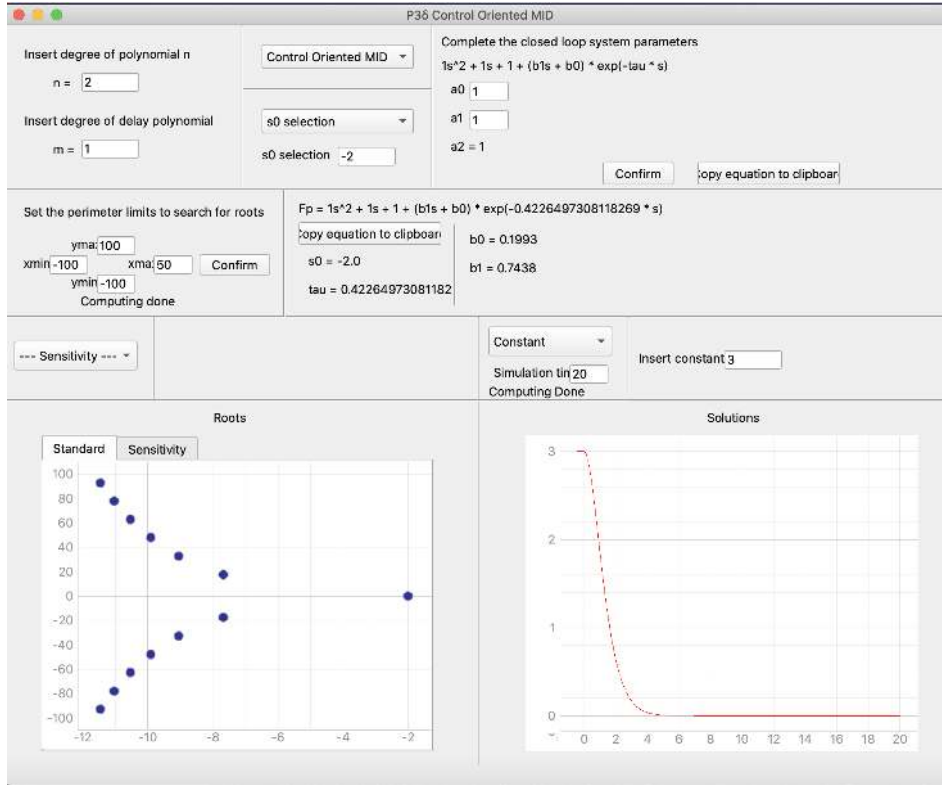 P3δ Control Oriented MID
Insert degree of polynomial n
n = 2
Insert degree of delay polynomial
m = 1
Control Oriented MID
s0 selection
s0 selection -2
Complete the closed loop system parameters
1s^2 + 1s + 1 + (b1s + b0) * exp(-tau * s)
a0 1
a1 1
a2 = 1
Confirm
opy equation to clipboar
Set the perimeter limits to search for roots
yma: 100
xmin -100
xma: 50
Confirm
ymin -100
Computing done
Fp = 1s^2 + 1s + 1 + (b1s + b0) * exp(-0.4226497308118269 * s)
opy equation to clipboar
s0 = -2.0
tau = 0.42264973081182
b0 = 0.1993
b1 = 0.7438
--- Sensitivity ---
Constant
Simulation tin 20
Computing Done
Insert constant 3
Roots
Standard Sensitivity
100
80
60
40
20
0
-20
-40
-60
-80
-100
-12 -10 -8 -6 -4 -2
Solutions
3
2
1
0
0 2 4 6 8 10 12 14 16 18 20